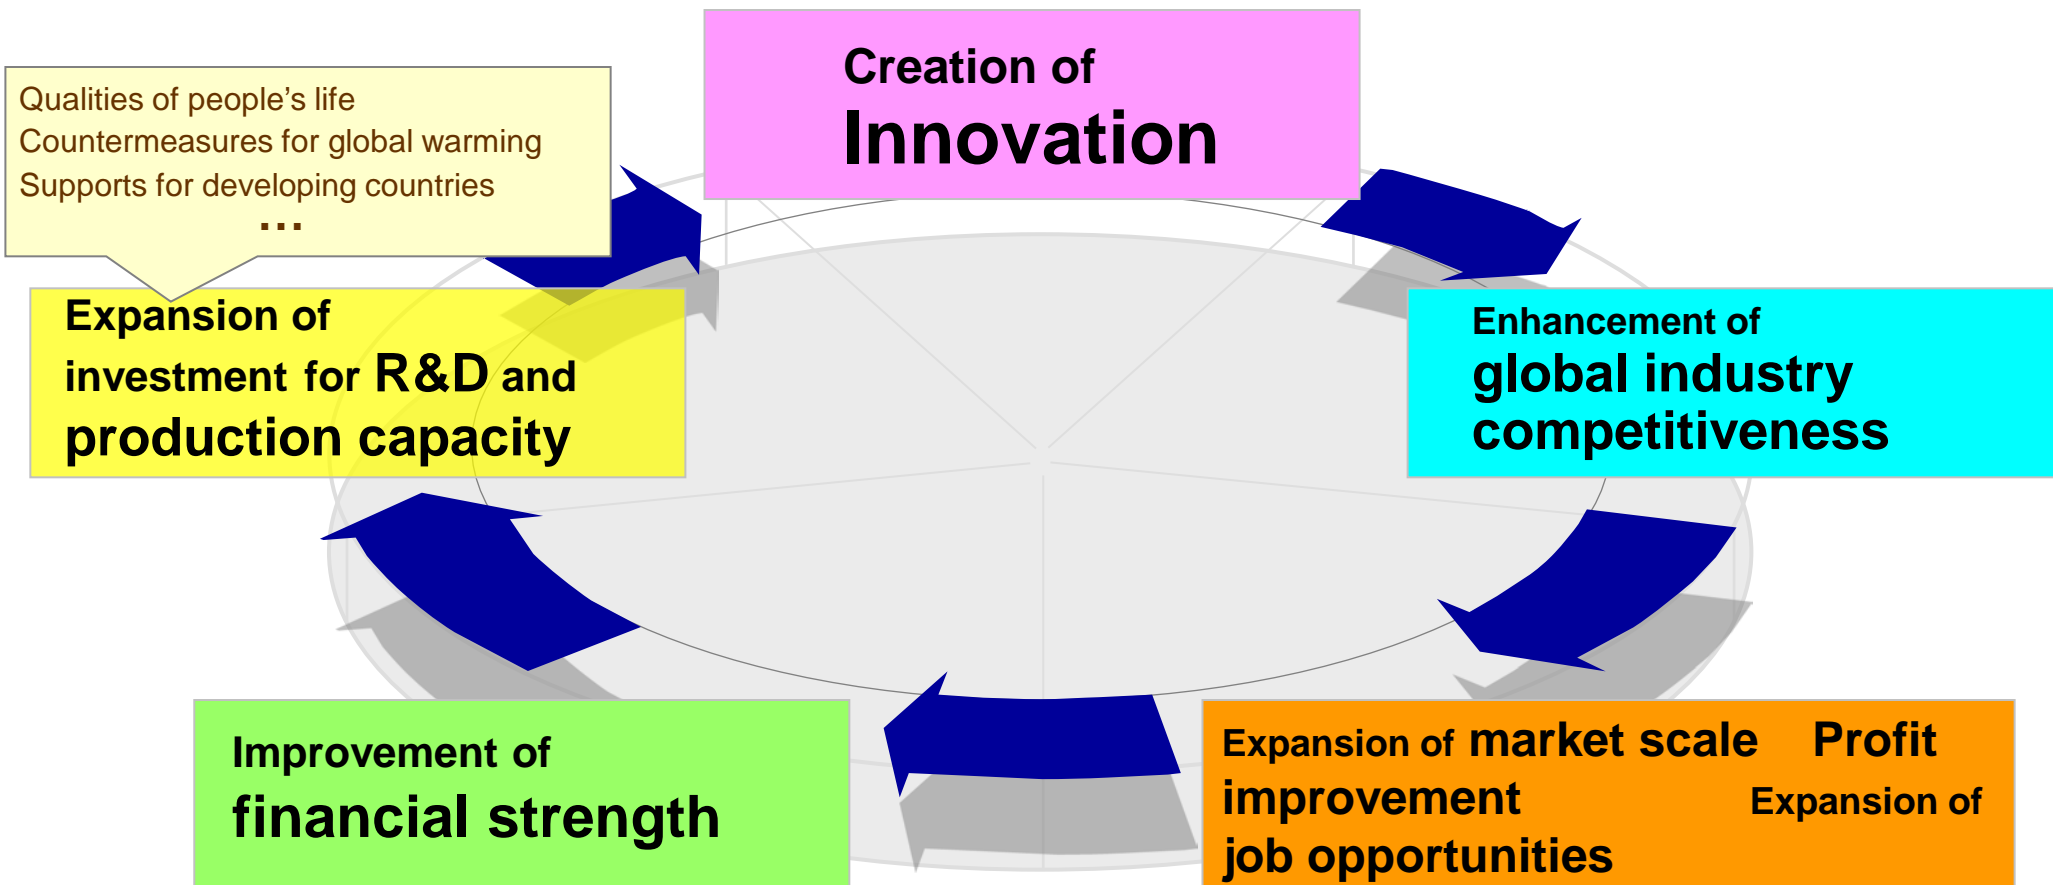 Creation of
Innovation
Qualities of people’s life
Countermeasures for global warming
Supports for developing countries
…
Expansion of
investment for R&D and
production capacity
Enhancement of
global industry
competitiveness
Improvement of
financial strength
Expansion of market scale Profit
improvement Expansion of
job opportunities